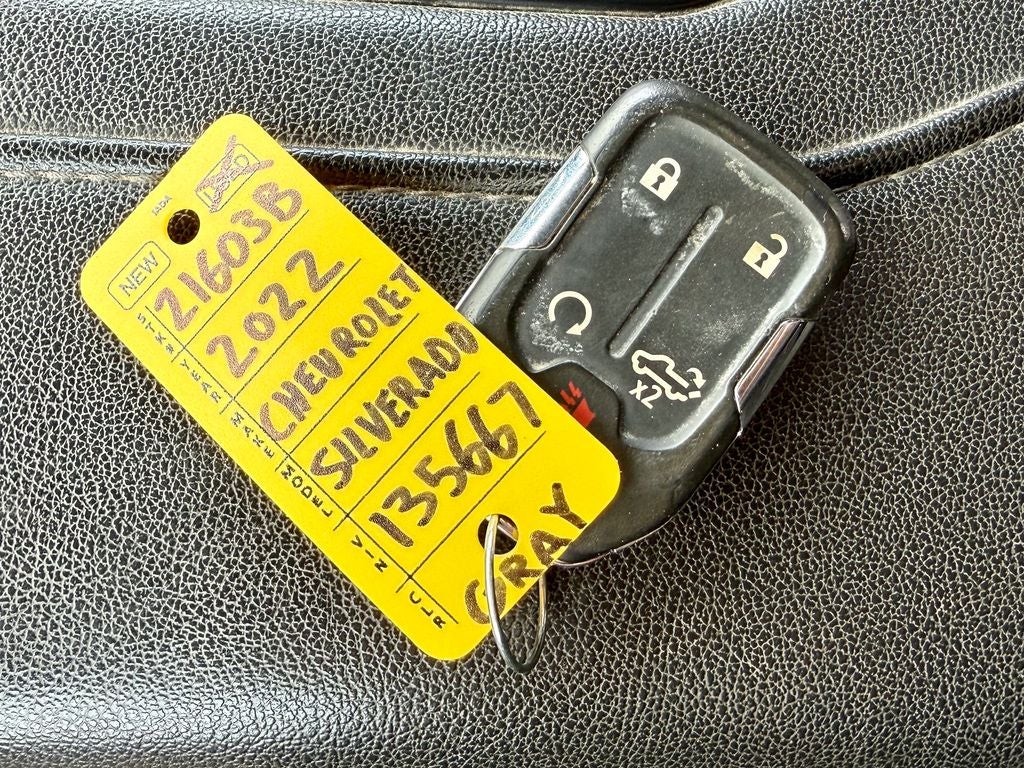 NEW
STK# 21603B
YEAR 2022
MAKE CHEVROLET
MODEL SILVERADO
VIN 135667
CLR GRAY
X2